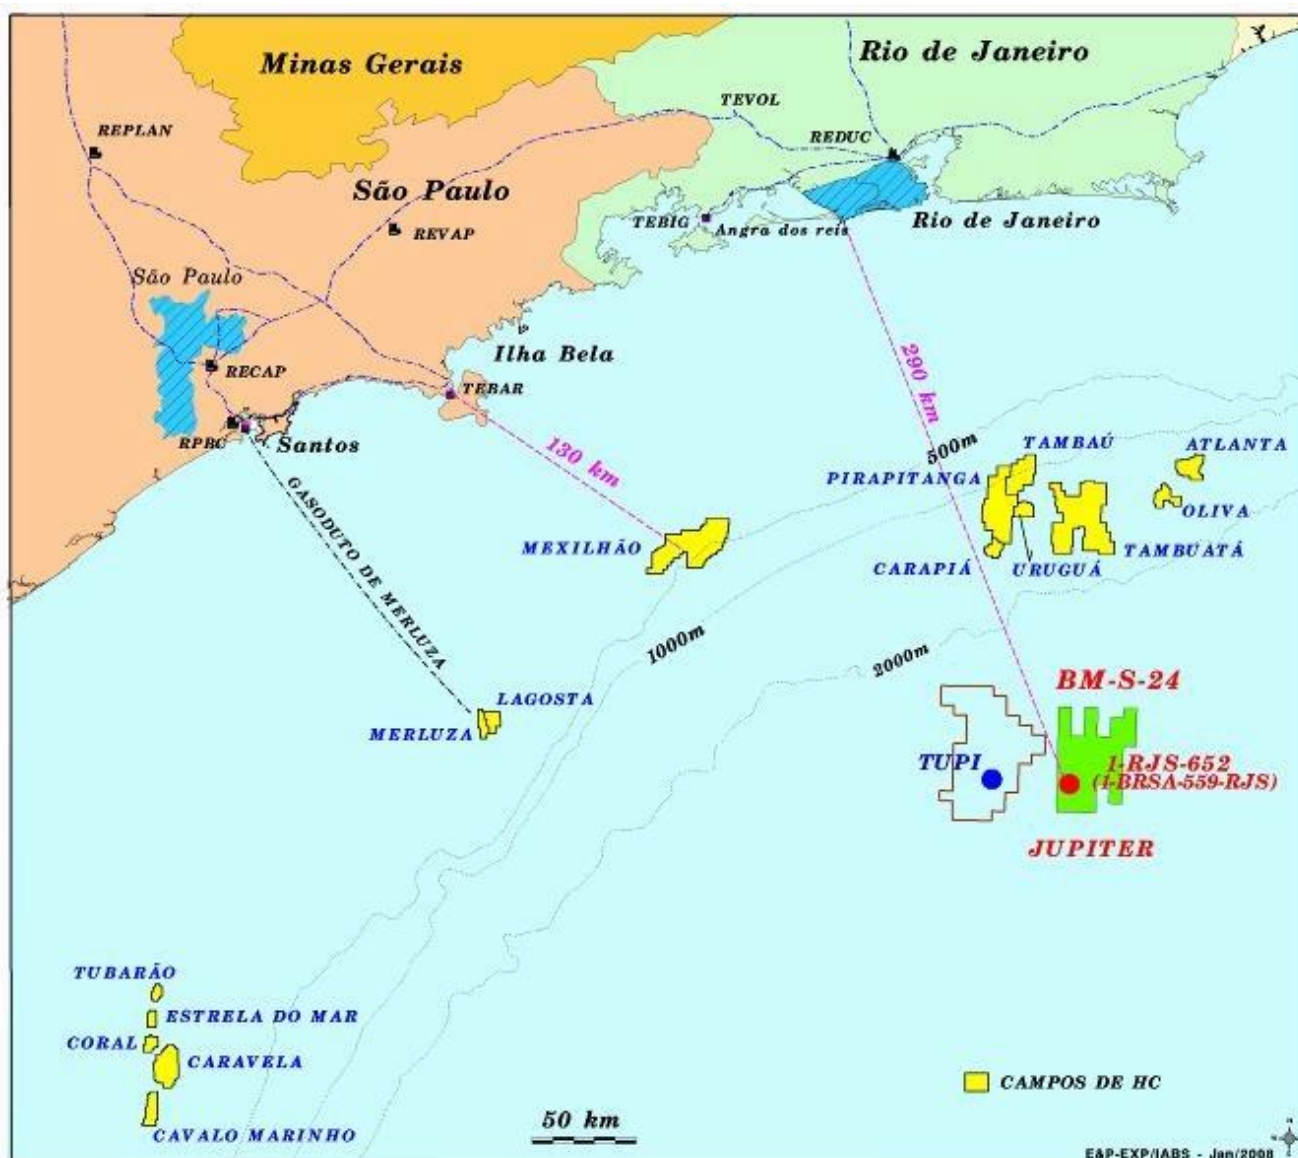 Minas Gerais
Rio de Janeiro
TEVOL
REPLAN
REDUC
São Paulo
TEBIG
Angra dos reis
Rio de Janeiro
REVAP
São Paulo
Ilha Bela
RECAP
TEBAR
290 km
RPBC
Santos
130 km
500m
TAMBAÚ
ATLANTA
PIRAPITANGA
GASODUTO DE MERLUZA
OLIVA
MEXILHÃO
TAMBUATÁ
CARAPIÁ
URUGUÁ
1000m
2000m
BM-S-24
LAGOSTA
MERLUZA
TUPI
1-RJS-652
(1-BRSA-559-RJS)
JUPITER
TUBARÃO
ESTRELA DO MAR
CORAL
CARAVELA
CAMPOS DE HC
50 km
CAVALO MARINHO
E&P-EXP/IABS - Jan/2008